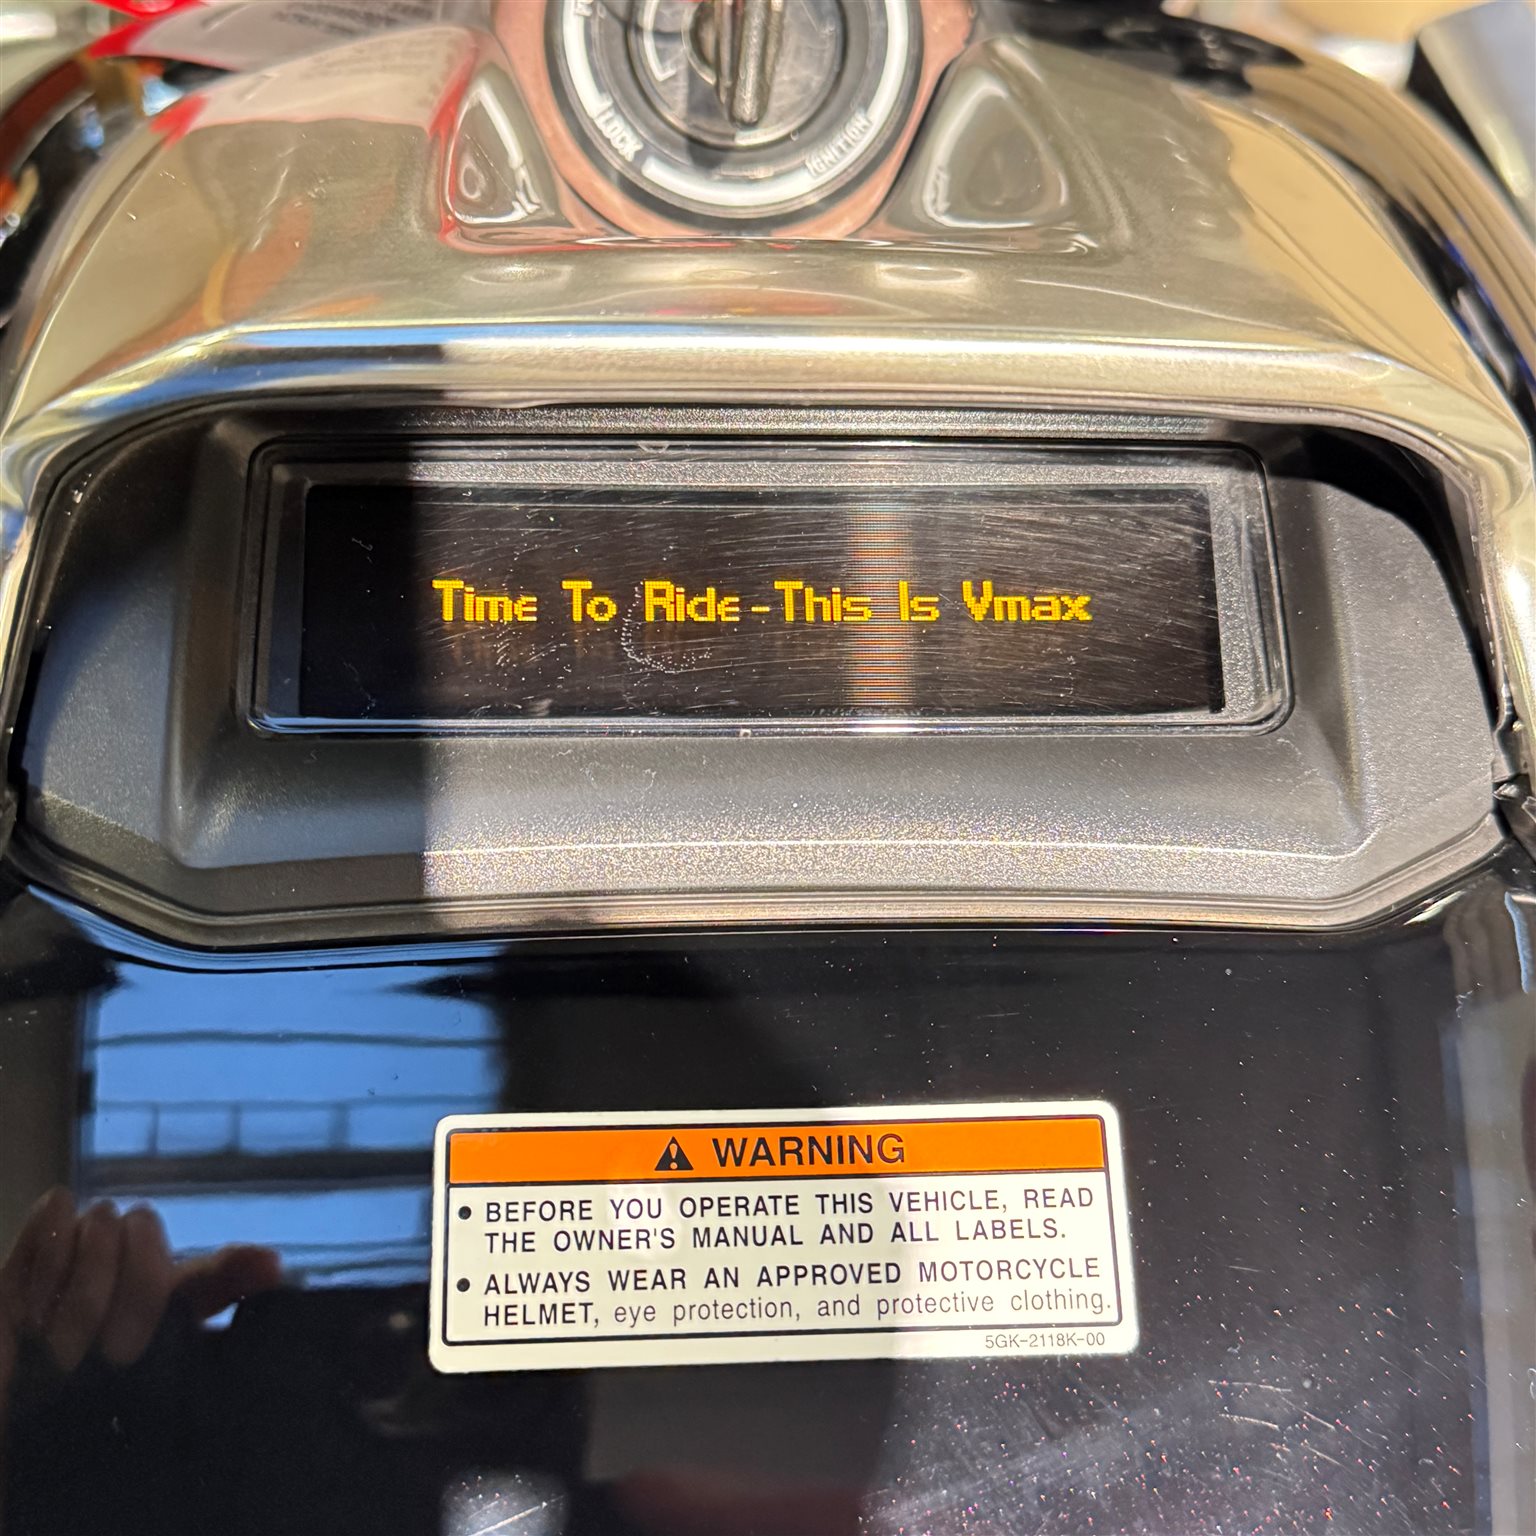 LOCK
IGNITION
Time To Ride-This Is Vmax
WARNING
• BEFORE YOU OPERATE THIS VEHICLE, READ
THE OWNER'S MANUAL AND ALL LABELS.
• ALWAYS WEAR AN APPROVED MOTORCYCLE
HELMET, eye protection, and protective clothing.
5GK-2118K-00